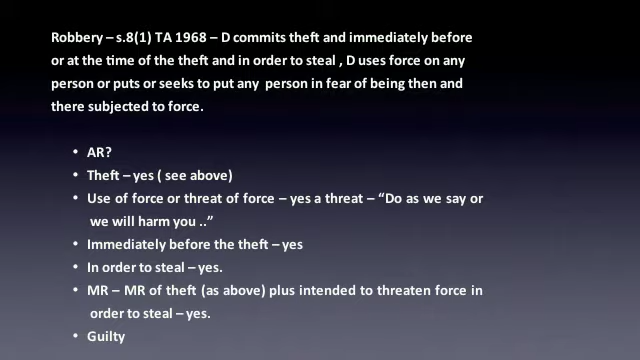 Robbery – s.8(1) TA 1968 – D commits theft and immediately before
or at the time of the theft and in order to steal , D uses force on any
person or puts or seeks to put any person in fear of being then and
there subjected to force.
• AR?
• Theft – yes ( see above)
• Use of force or threat of force – yes a threat – “Do as we say or
we will harm you ..”
• Immediately before the theft – yes
• In order to steal – yes.
• MR – MR of theft (as above) plus intended to threaten force in
order to steal – yes.
• Guilty